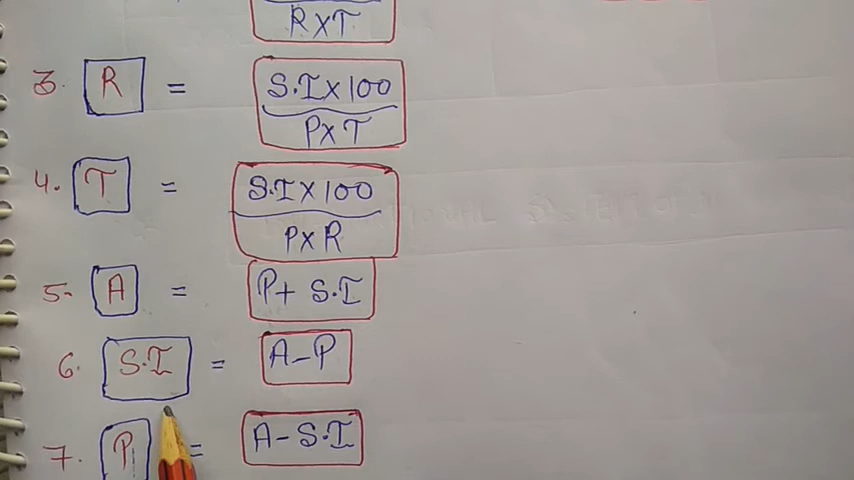 R×T
3. R = S.I×100
P×T
4. T = S.I×100
P×R
5. A = P+ S.I
6. S.I = A-P
7. P = A- S.I